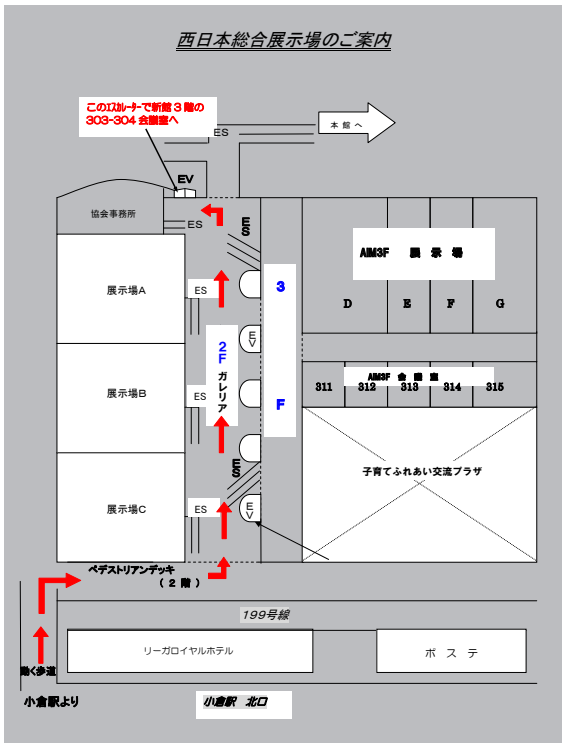 西日本総合展示場のご案内
このｴｽｶﾚｰﾀｰで新館３階の
303-304 会議室へ
ES
本 館 へ
EV
協会事務所
ES
ES
AIM3F 展 示 場
展示場A
ES
3
D
E
F
G
2F ガレリア
EV
AIM3F 会 議 室
311
312
313
314
315
展示場B
ES
F
子育てふれあい交流プラザ
ES
展示場C
ES
EV
ペデストリアンデッキ
( ２ 階 )
199号線
リーガロイヤルホテル
ポ ス テ
動く歩道
小倉駅より
小倉駅 北口